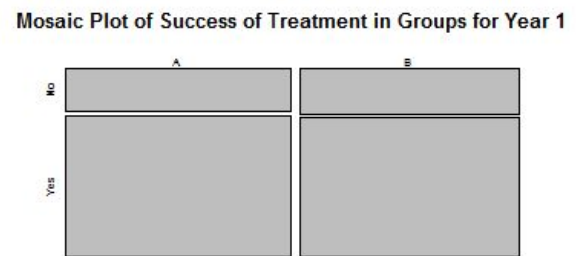 Mosaic Plot of Success of Treatment in Groups for Year 1
A B
No
Yes